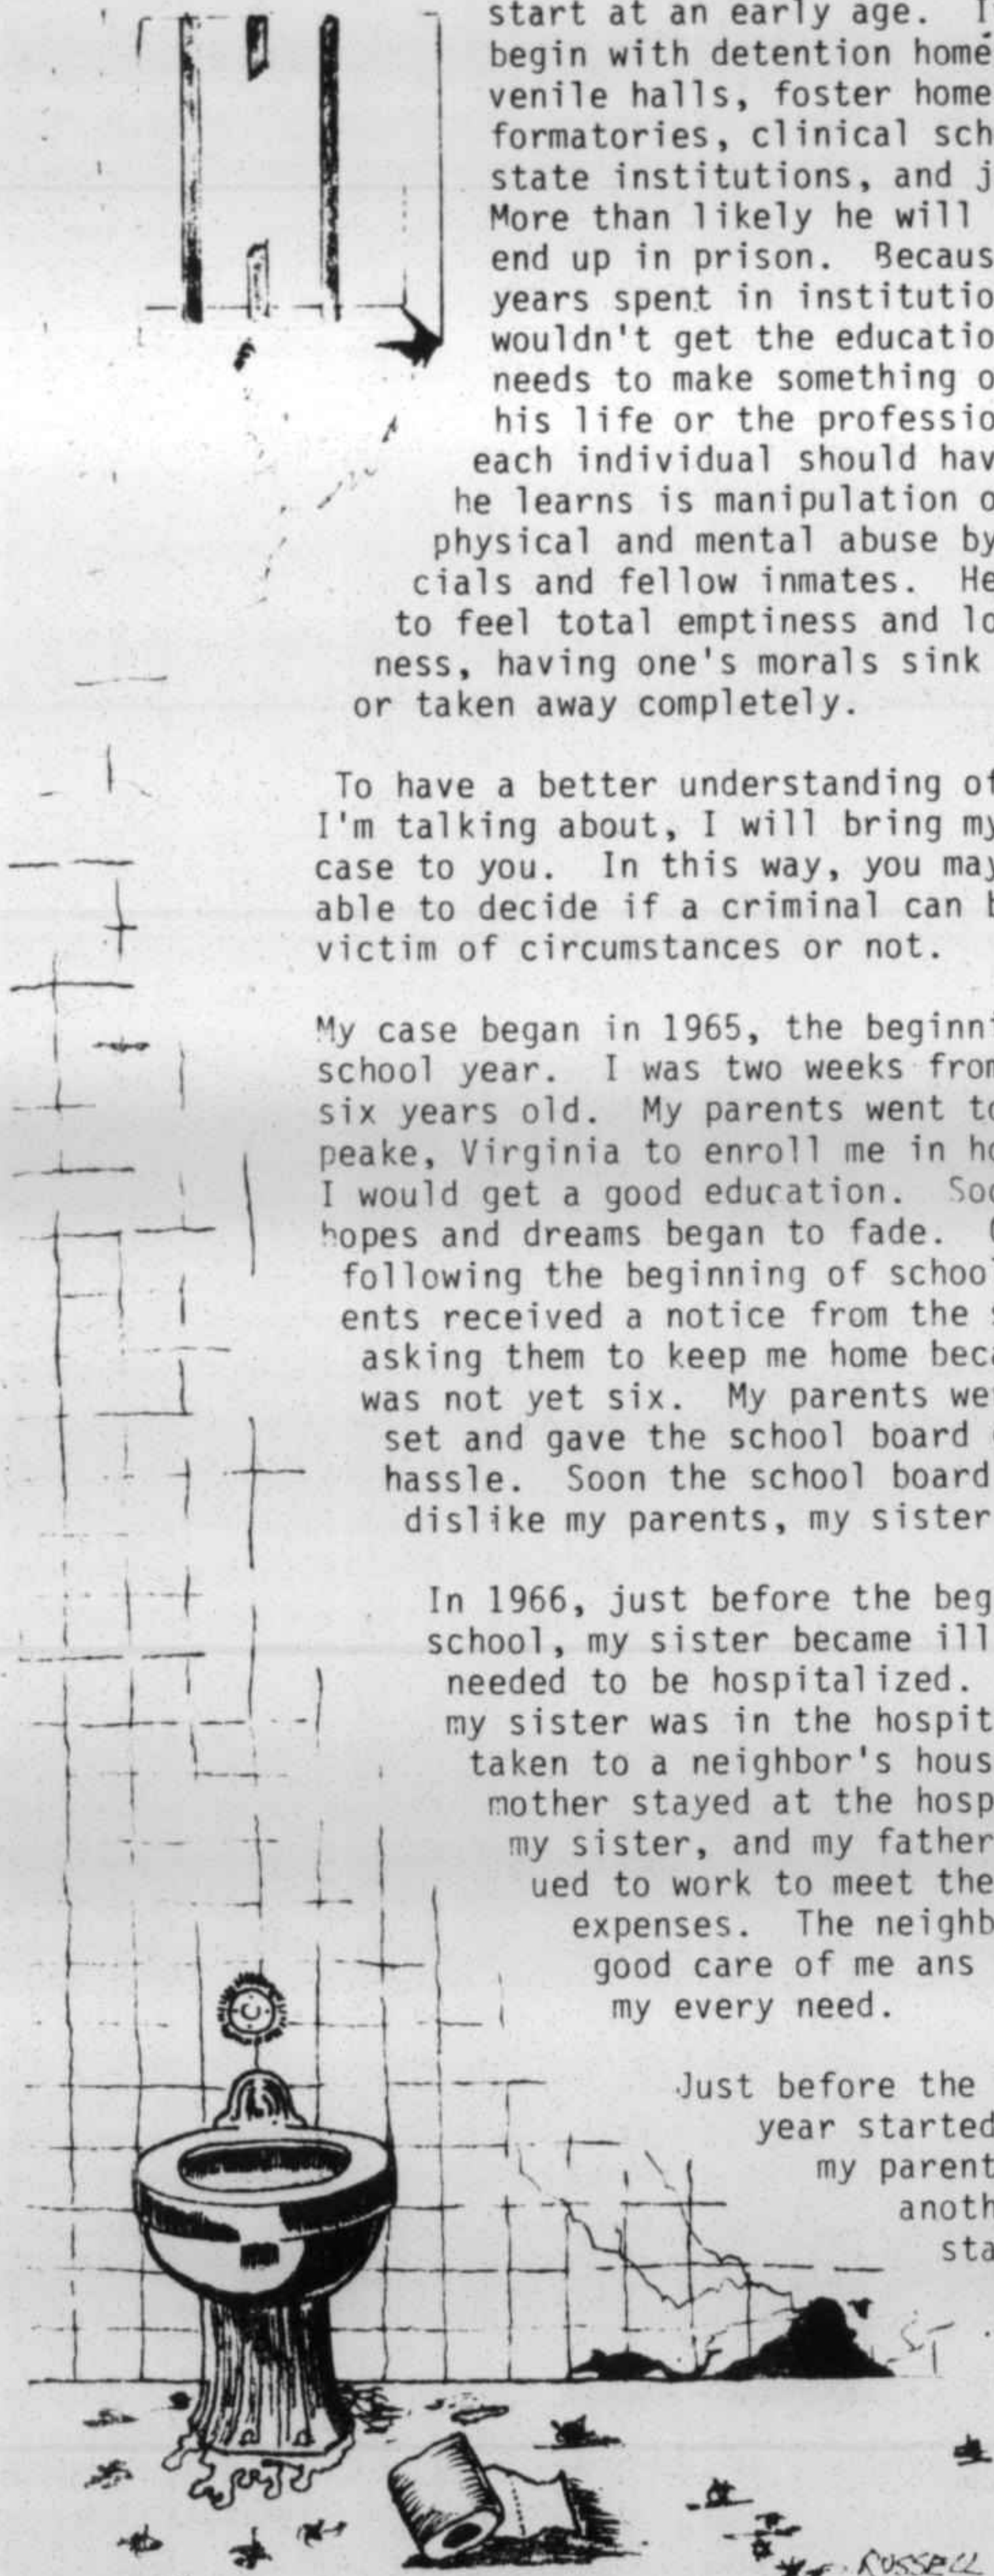 start at an early age. I
begin with detention home
venile halls, foster home
formatories, clinical sch
state institutions, and j
More than likely he will
end up in prison. Becaus
years spent in institutio
wouldn't get the educatio
needs to make something o
his life or the professio
each individual should hav
he learns is manipulation o
physical and mental abuse by
cials and fellow inmates. He
to feel total emptiness and lo
ness, having one's morals sink
or taken away completely.
To have a better understanding of
I'm talking about, I will bring my
case to you. In this way, you may
able to decide if a criminal can b
victim of circumstances or not.
My case began in 1965, the beginni
school year. I was two weeks from
six years old. My parents went to
peake, Virginia to enroll me in ho
I would get a good education. Soo
hopes and dreams began to fade.
following the beginning of school
ents received a notice from the s
asking them to keep me home beca
was not yet six. My parents we
set and gave the school board
hassle. Soon the school board
dislike my parents, my sister
In 1966, just before the beg
school, my sister became ill
needed to be hospitalized.
my sister was in the hospit
taken to a neighbor's hous
mother stayed at the hosp
my sister, and my father
ued to work to meet the
expenses. The neighb
good care of me ans
my every need.
Just before the
year started
my parent
anoth
sta
RUSSELL